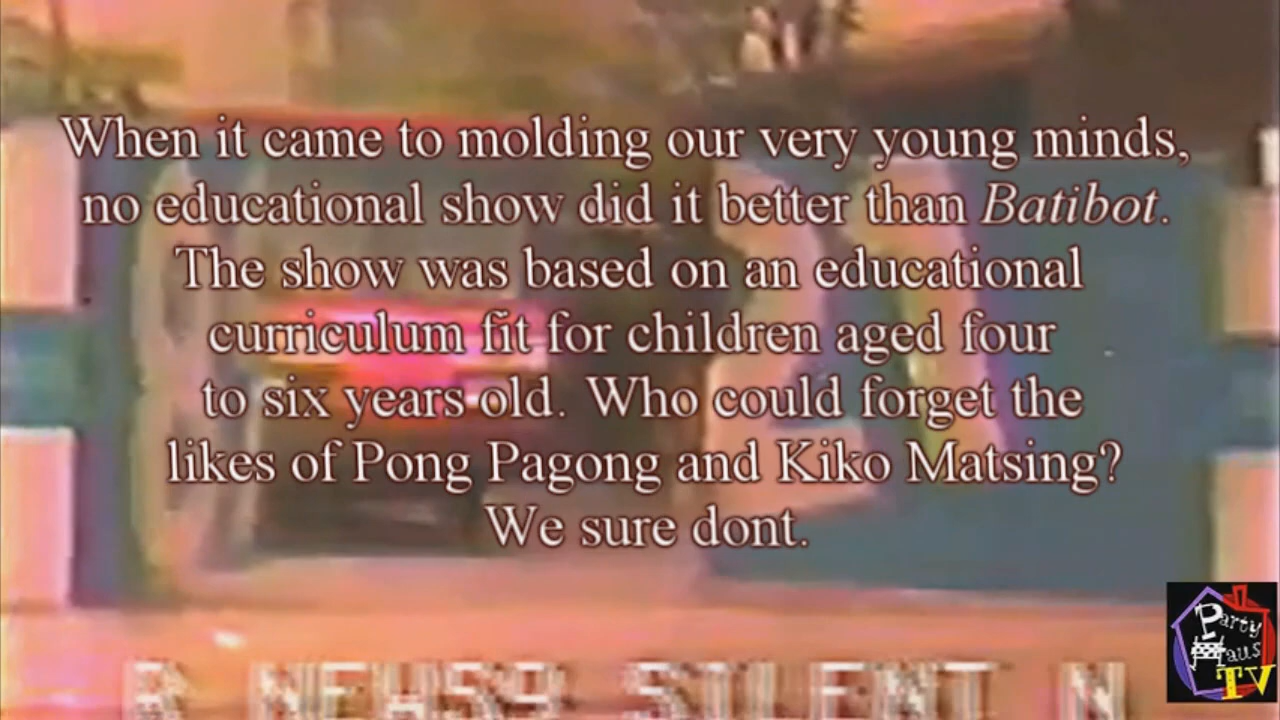 When it came to molding our very young minds,
no educational show did it better than Batibot.
The show was based on an educational
curriculum fit for children aged four
to six years old. Who could forget the
likes of Pong Pagong and Kiko Matsing?
We sure dont.
Party
Haus
TV
R NEWS9 SILENT N